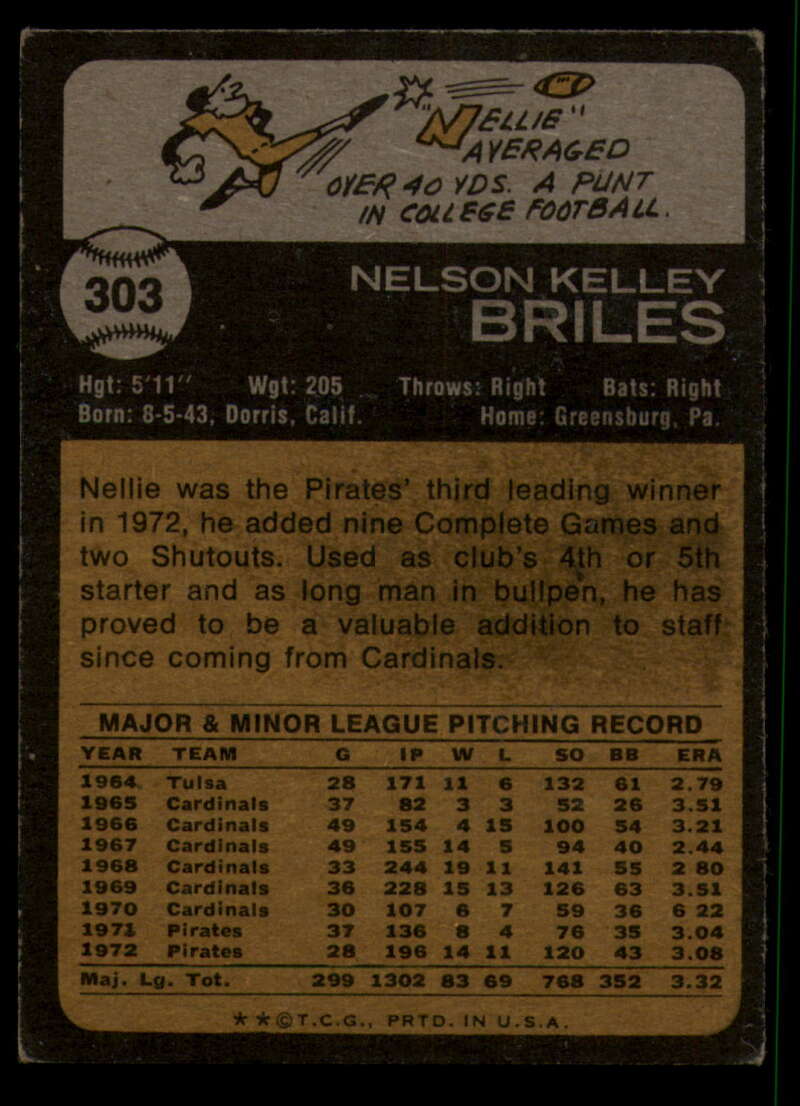 "NELLIE"
AVERAGED
OVER 40 YDS. A PUNT
IN COLLEGE FOOTBALL.
303
NELSON KELLEY
BRILES
Hgt: 5'11" Wgt: 205 Throws: Right Bats: Right
Born: 8-5-43, Dorris, Calif. Home: Greensburg, Pa.
Nellie was the Pirates' third leading winner
in 1972, he added nine Complete Games and
two Shutouts. Used as club's 4th or 5th
starter and as long man in bullpen, he has
proved to be a valuable addition to staff
since coming from Cardinals.
MAJOR & MINOR LEAGUE PITCHING RECORD
YEAR TEAM G IP W L SO BB ERA
1964 Tulsa 28 171 11 6 132 61 2.79
1965 Cardinals 37 82 3 3 52 26 3.51
1966 Cardinals 49 154 4 15 100 54 3.21
1967 Cardinals 49 155 14 5 94 40 2.44
1968 Cardinals 33 244 19 11 141 55 2 80
1969 Cardinals 36 228 15 13 126 63 3.51
1970 Cardinals 30 107 6 7 59 36 6 22
1971 Pirates 37 136 8 4 76 35 3.04
1972 Pirates 28 196 14 11 120 43 3.08
Maj. Lg. Tot. 299 1302 83 69 768 352 3.32
★ ★ © T.C.G., PRTD. IN U.S.A.